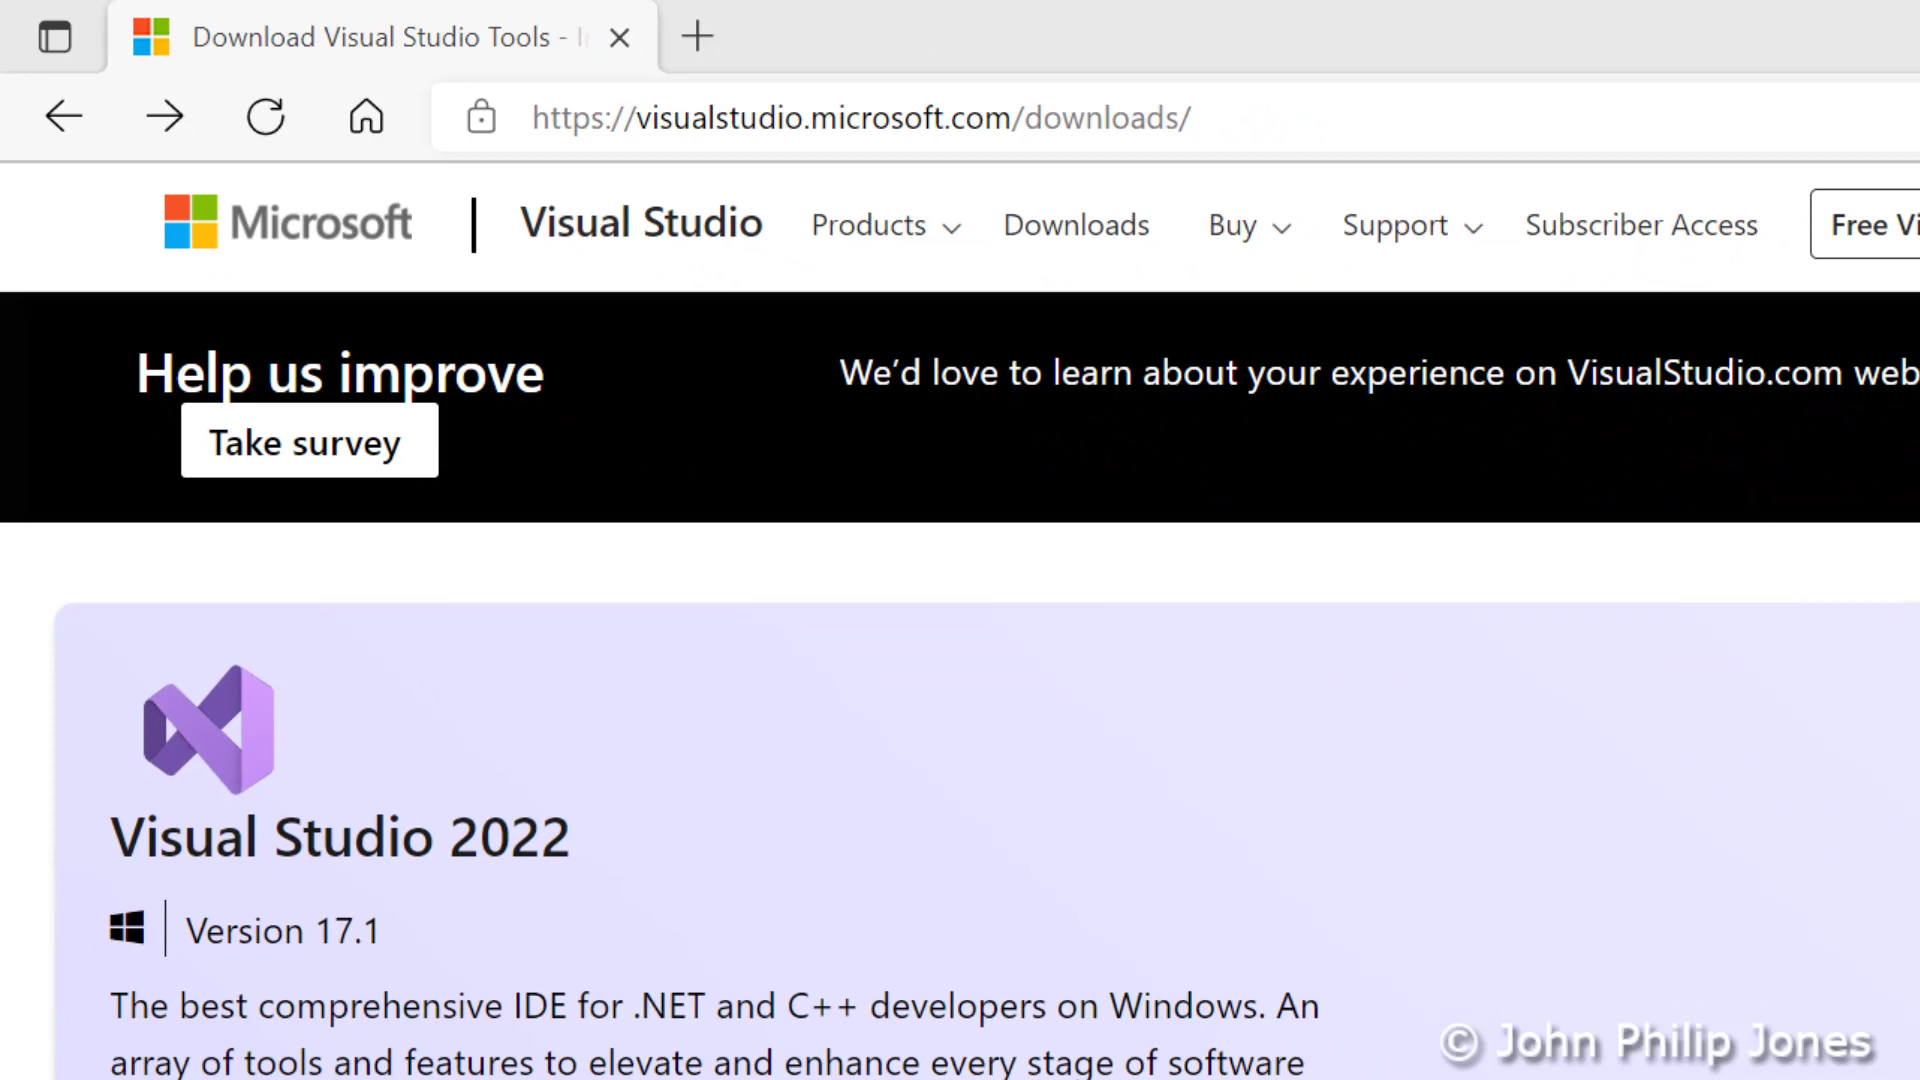 Download Visual Studio Tools -
https://visualstudio.microsoft.com/downloads/
Microsoft Visual Studio Products Downloads Buy Support Subscriber Access Free
Help us improve
We’d love to learn about your experience on VisualStudio.com web
Take survey
Visual Studio 2022
Version 17.1
The best comprehensive IDE for .NET and C++ developers on Windows. An
array of tools and features to elevate and enhance every stage of software
© John Philip Jones